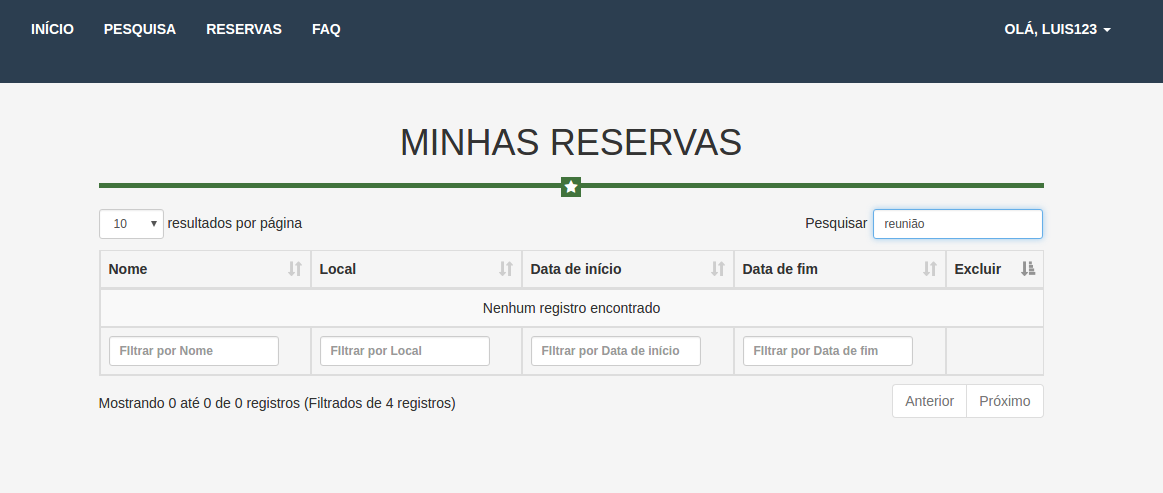 INÍCIO PESQUISA RESERVAS FAQ OLÁ, LUIS123
MINHAS RESERVAS
10 resultados por página Pesquisar reunião
Nome Local Data de início Data de fim Excluir
Nenhum registro encontrado
FIltrar por Nome FIltrar por Local FIltrar por Data de início FIltrar por Data de fim
Mostrando 0 até 0 de 0 registros (Filtrados de 4 registros) Anterior Próximo